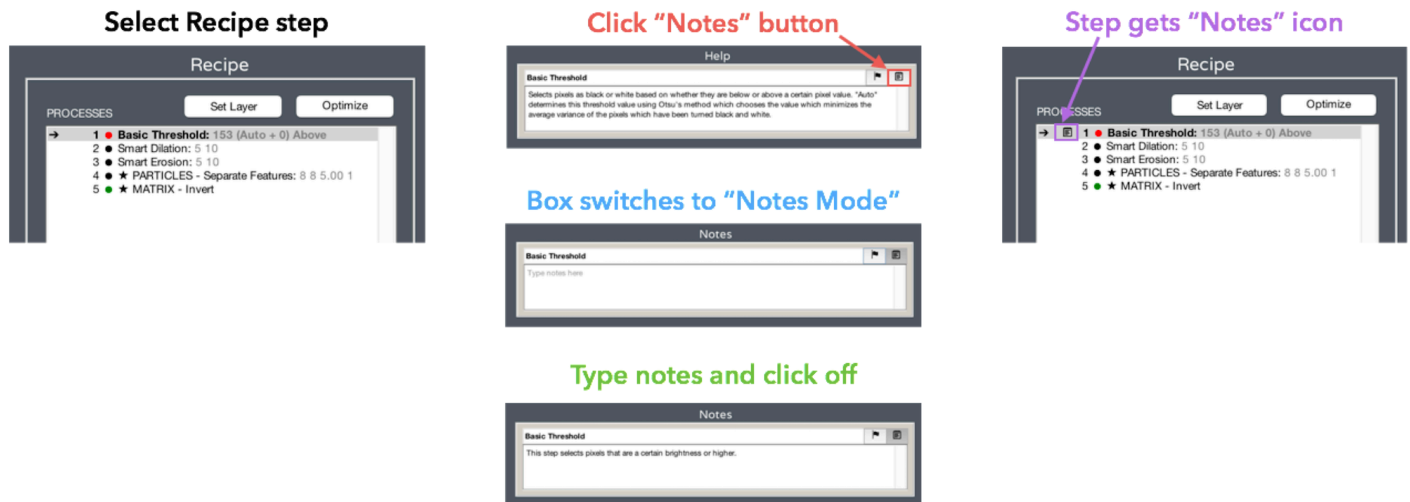 Select Recipe step
Recipe
PROCESSES
Set Layer
Optimize
→ 1 ● Basic Threshold: 153 (Auto + 0) Above
2 ● Smart Dilation: 5 10
3 ● Smart Erosion: 5 10
4 ● ★ PARTICLES - Separate Features: 8 8 5.00 1
5 ● ★ MATRIX - Invert
Click “Notes” button
Help
Basic Threshold
Selects pixels as black or white based on whether they are below or above a certain pixel value. "Auto"
determines this threshold value using Otsu's method which chooses the value which minimizes the
average variance of the pixels which have been turned black and white.
Box switches to “Notes Mode”
Notes
Basic Threshold
Type notes here
Type notes and click off
Notes
Basic Threshold
This step selects pixels that are a certain brightness or higher.
Step gets “Notes” icon
Recipe
PROCESSES
Set Layer
Optimize
→ 1 ● Basic Threshold: 153 (Auto + 0) Above
2 ● Smart Dilation: 5 10
3 ● Smart Erosion: 5 10
4 ● ★ PARTICLES - Separate Features: 8 8 5.00 1
5 ● ★ MATRIX - Invert